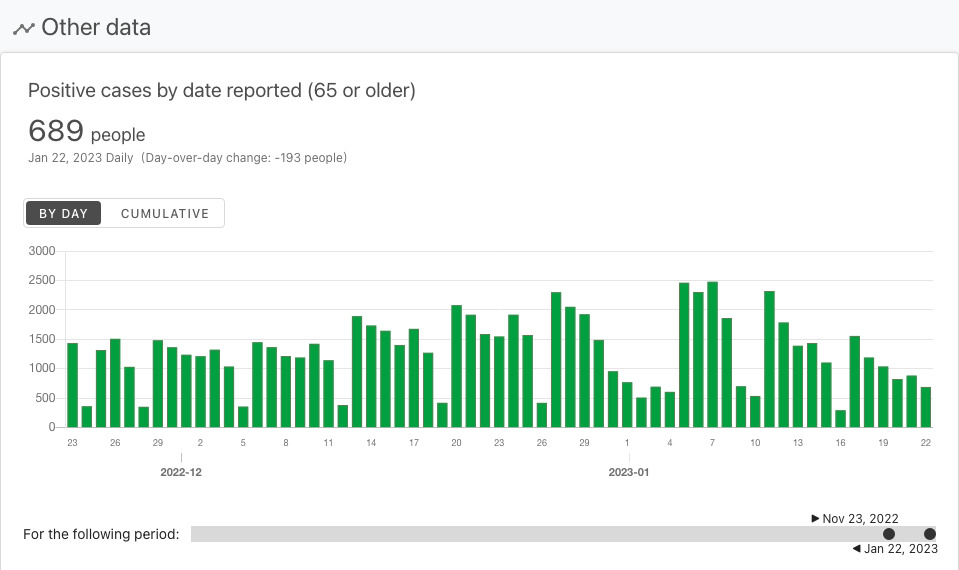 Other data
Positive cases by date reported (65 or older)
689 people
Jan 22, 2023 Daily (Day-over-day change: -193 people)
BY DAY CUMULATIVE
3000
2500
2000
1500
1000
500
0
23 26 29 2 5 8 11 14 17 20 23 26 29 1 4 7 10 13 16 19 22
2022-12 2023-01
▶ Nov 23, 2022
For the following period:
◀ Jan 22, 2023